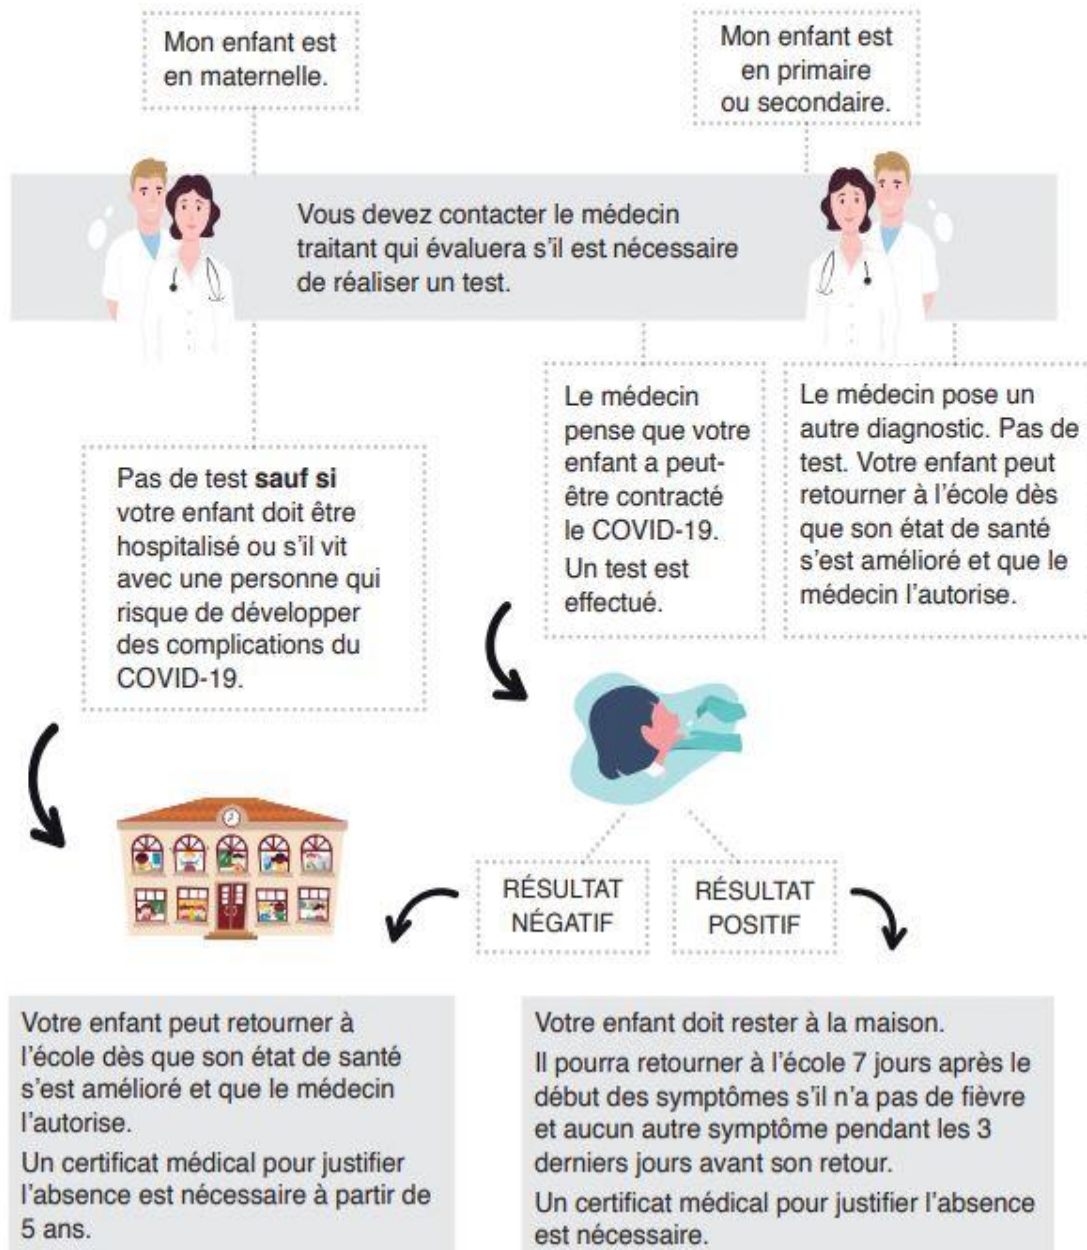 Mon enfant est
en maternelle.
Mon enfant est
en primaire
ou secondaire.
Vous devez contacter le médecin
traitant qui évaluera s’il est nécessaire
de réaliser un test.
Pas de test sauf si
votre enfant doit être
hospitalisé ou s’il vit
avec une personne qui
risque de développer
des complications du
COVID-19.
Le médecin
pense que votre
enfant a peut-
être contracté
le COVID-19.
Un test est
effectué.
Le médecin pose un
autre diagnostic. Pas de
test. Votre enfant peut
retourner à l’école dès
que son état de santé
s’est amélioré et que le
médecin l’autorise.
RÉSULTAT
NÉGATIF
RÉSULTAT
POSITIF
Votre enfant peut retourner à
l’école dès que son état de santé
s’est amélioré et que le médecin
l’autorise.
Un certificat médical pour justifier
l’absence est nécessaire à partir de
5 ans.
Votre enfant doit rester à la maison.
Il pourra retourner à l’école 7 jours après le
début des symptômes s’il n’a pas de fièvre
et aucun autre symptôme pendant les 3
derniers jours avant son retour.
Un certificat médical pour justifier l’absence
est nécessaire.